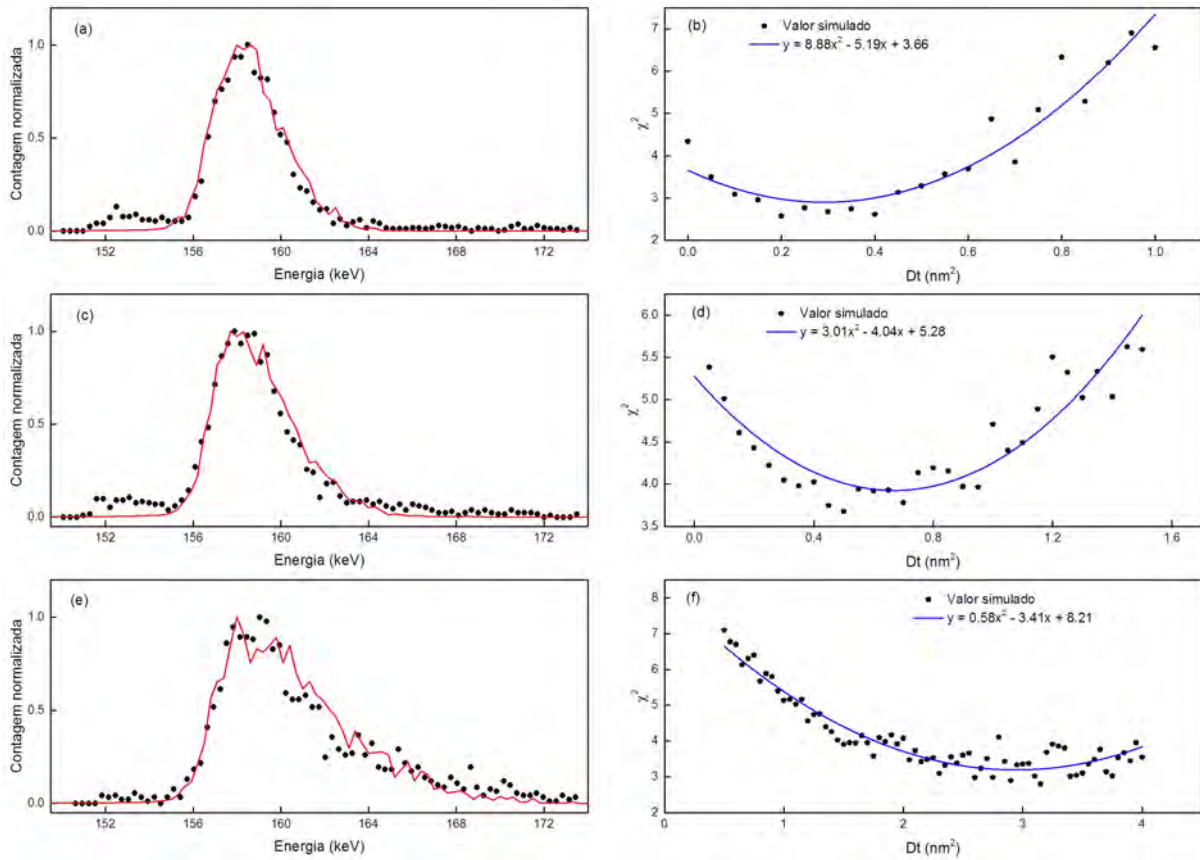 (a)
Contagem normalizada
1.0
0.5
0.0
152 156 160 164 168 172
Energia (keV)
(b)
Valor simulado
y = 8.88x² - 5.19x + 3.66
χ²
7
6
5
4
3
2
0.0 0.2 0.4 0.6 0.8 1.0
Dt (nm²)
(c)
Contagem normalizada
1.0
0.5
0.0
152 156 160 164 168 172
Energia (keV)
(d)
Valor simulado
y = 3.01x² - 4.04x + 5.28
χ²
6.0
5.5
5.0
4.5
4.0
3.5
0.0 0.4 0.8 1.2 1.6
Dt (nm²)
(e)
Contagem normalizada
1.0
0.5
0.0
152 156 160 164 168 172
Energia (keV)
(f)
Valor simulado
y = 0.58x² - 3.41x + 8.21
χ²
8
7
6
5
4
3
2
0 1 2 3 4
Dt (nm²)